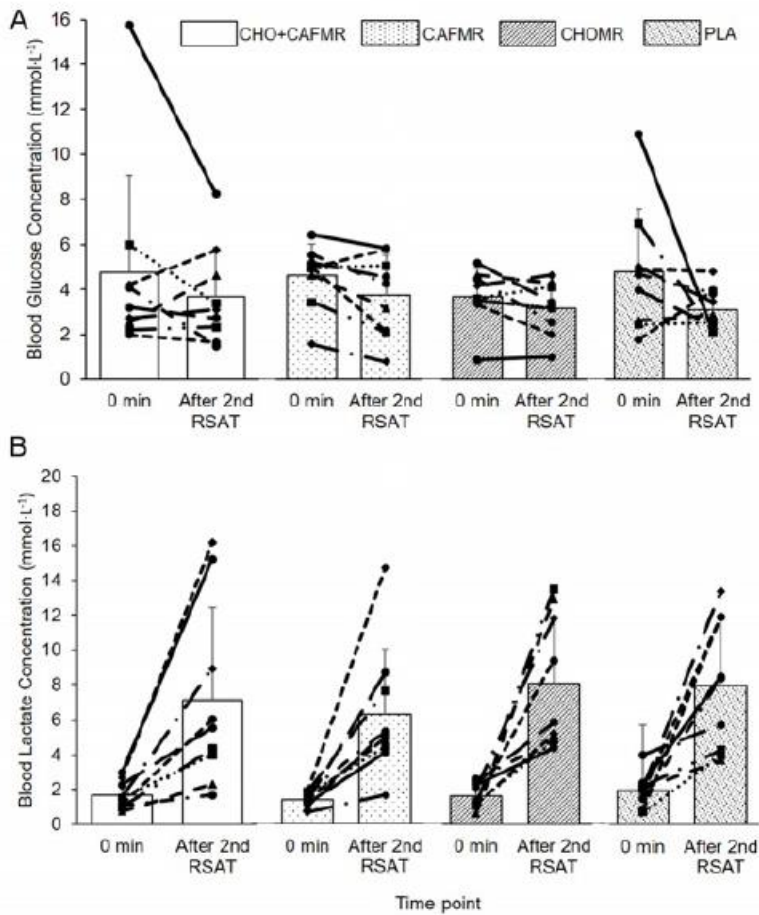 A
CHO+CAFMR CAFMR CHOMR PLA
Blood Glucose Concentration (mmol·L-1)
16
14
12
10
8
6
4
2
0
0 min After 2nd RSAT 0 min After 2nd RSAT 0 min After 2nd RSAT 0 min After 2nd RSAT
B
Blood Lactate Concentration (mmol·L-1)
20
18
16
14
12
10
8
6
4
2
0
0 min After 2nd RSAT 0 min After 2nd RSAT 0 min After 2nd RSAT 0 min After 2nd RSAT
Time point